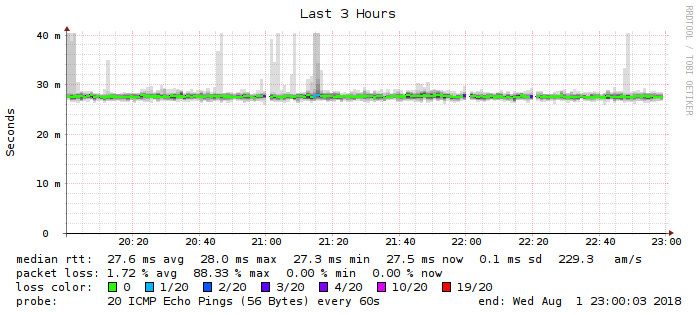 Last 3 Hours
RRDTOOL / TOBI OETIKER
Seconds
40 m
30 m
20 m
10 m
0
20:20 20:40 21:00 21:20 21:40 22:00 22:20 22:40 23:00
median rtt: 27.6 ms avg 28.0 ms max 27.3 ms min 27.5 ms now 0.1 ms sd 229.3 am/s
packet loss: 1.72 % avg 88.33 % max 0.00 % min 0.00 % now
loss color: 0 1/20 2/20 3/20 4/20 10/20 19/20
probe: 20 ICMP Echo Pings (56 Bytes) every 60s end: Wed Aug 1 23:00:03 2018